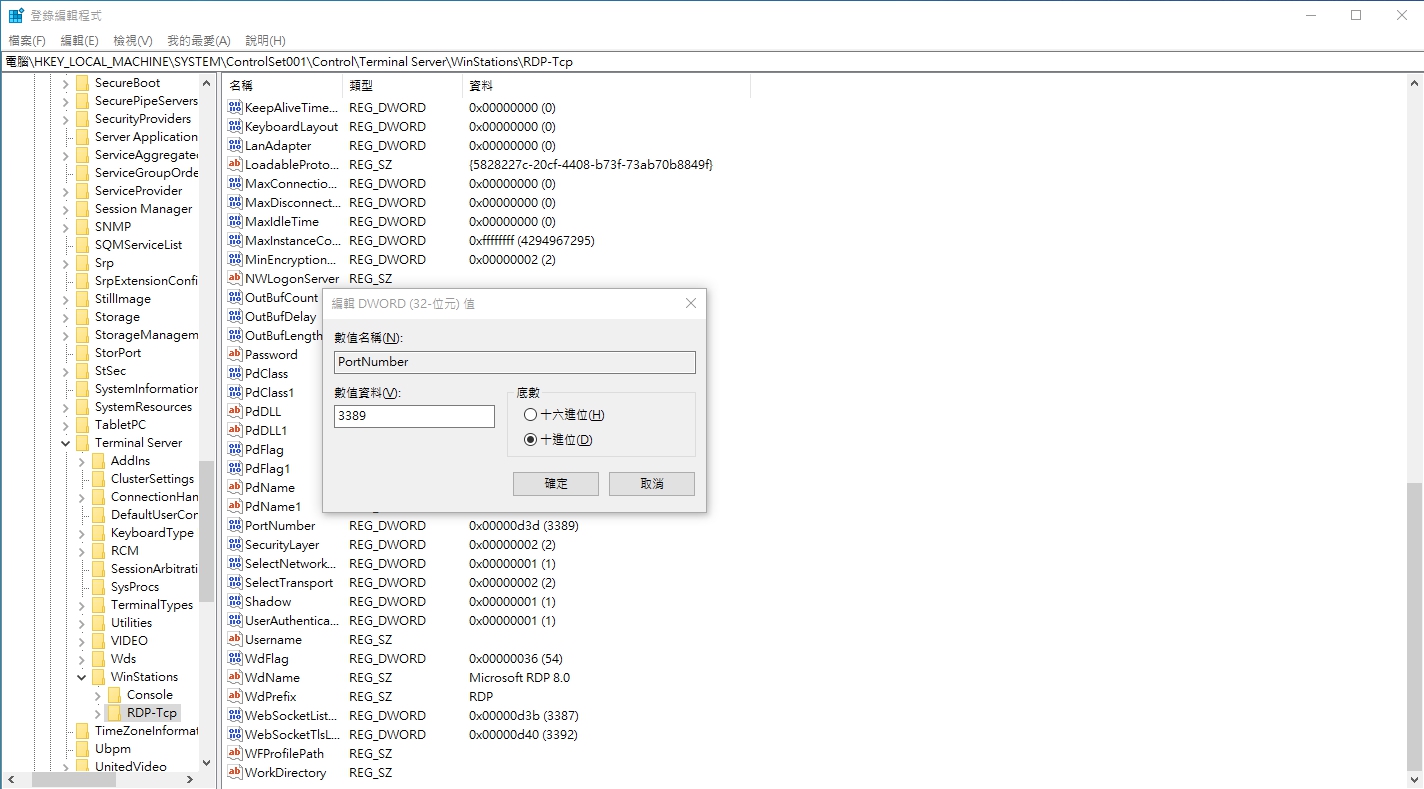 登錄編輯程式
檔案(F) 編輯(E) 檢視(V) 我的最愛(A) 說明(H)
電腦\HKEY_LOCAL_MACHINE\SYSTEM\ControlSet001\Control\Terminal Server\WinStations\RDP-Tcp
SecureBoot
SecurePipeServers
SecurityProviders
Server Application
ServiceAggregate
ServiceGroupOrde
ServiceProvider
Session Manager
SNMP
SQMServiceList
Srp
SrpExtensionConfi
StillImage
Storage
StorageManagem
StorPort
StSec
SystemInformation
SystemResources
TabletPC
Terminal Server
AddIns
ClusterSettings
ConnectionHan
DefaultUserCon
KeyboardType
RCM
SessionArbitrati
SysProcs
TerminalTypes
Utilities
VIDEO
Wds
WinStations
Console
RDP-Tcp
TimeZoneInformat
Ubpm
UnitedVideo
名稱 類型 資料
KeepAliveTime... REG_DWORD 0x00000000 (0)
KeyboardLayout REG_DWORD 0x00000000 (0)
LanAdapter REG_DWORD 0x00000000 (0)
LoadableProto... REG_SZ {5828227c-20cf-4408-b73f-73ab70b8849f}
MaxConnectio... REG_DWORD 0x00000000 (0)
MaxDisconnect... REG_DWORD 0x00000000 (0)
MaxIdleTime REG_DWORD 0x00000000 (0)
MaxInstanceCo... REG_DWORD 0xffffffff (4294967295)
MinEncryption... REG_DWORD 0x00000002 (2)
NWLogonServer REG_SZ
OutBufCount
OutBufDelay
OutBufLength
Password
PdClass
PdClass1
PdDLL
PdDLL1
PdFlag
PdFlag1
PdName
PdName1
PortNumber REG_DWORD 0x00000d3d (3389)
SecurityLayer REG_DWORD 0x00000002 (2)
SelectNetwork... REG_DWORD 0x00000001 (1)
SelectTransport REG_DWORD 0x00000002 (2)
Shadow REG_DWORD 0x00000001 (1)
UserAuthentica... REG_DWORD 0x00000001 (1)
Username REG_SZ
WdFlag REG_DWORD 0x00000036 (54)
WdName REG_SZ Microsoft RDP 8.0
WdPrefix REG_SZ RDP
WebSocketList... REG_DWORD 0x00000d3b (3387)
WebSocketTlsL... REG_DWORD 0x00000d40 (3392)
WFProfilePath REG_SZ
WorkDirectory REG_SZ
編輯 DWORD (32-位元) 值
數值名稱(N):
PortNumber
數值資料(V):
3389
底數
十六進位(H)
十進位(D)
確定 取消